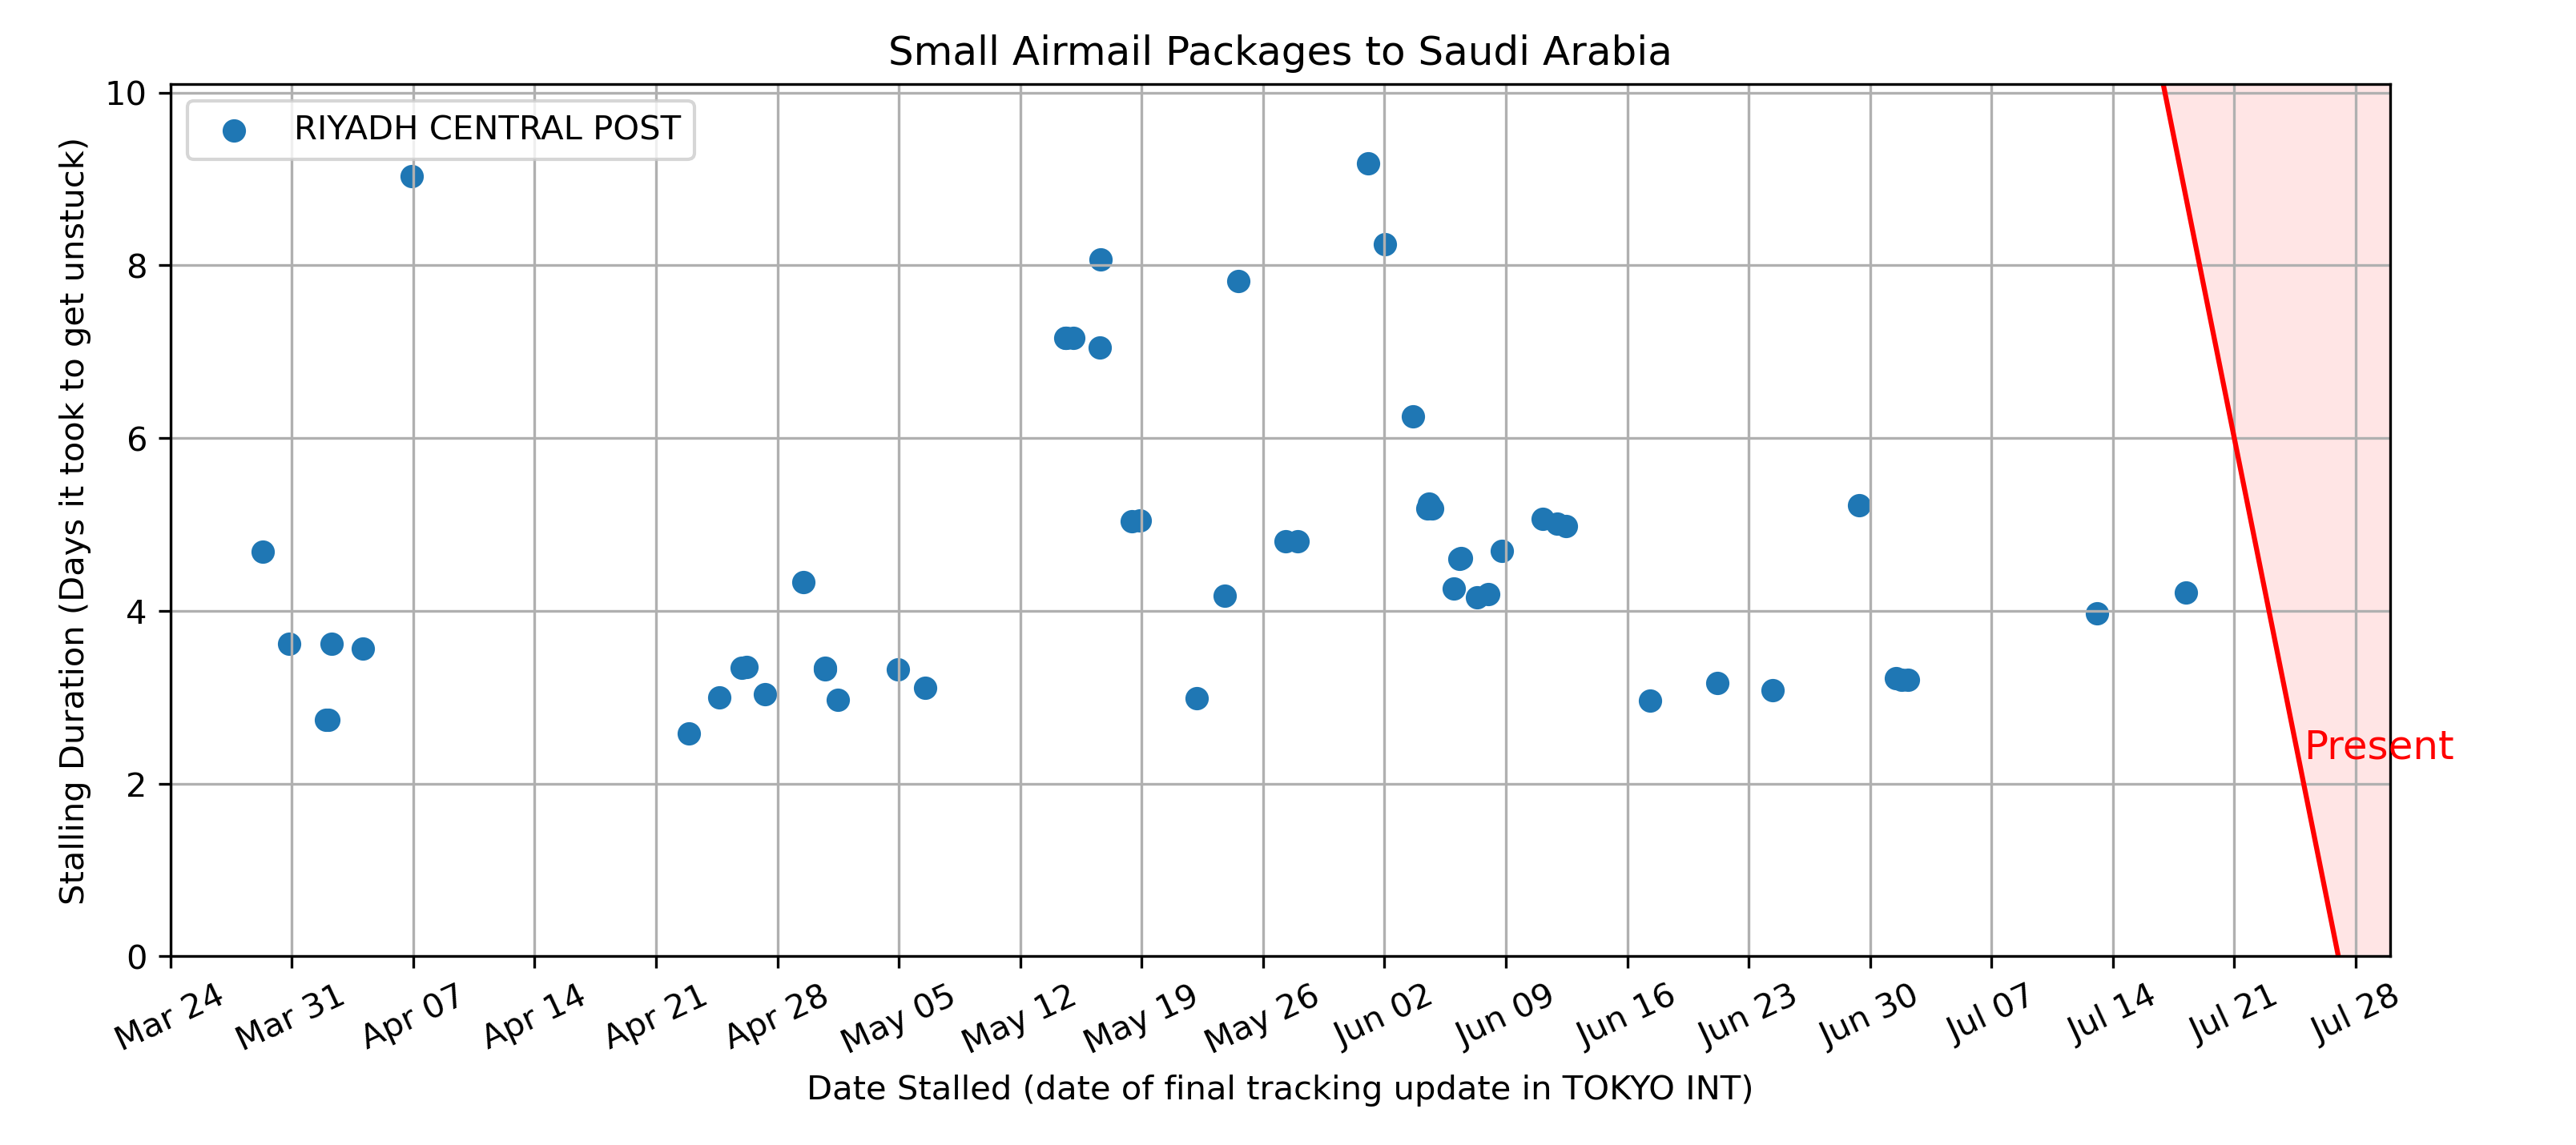 Small Airmail Packages to Saudi Arabia
RIYADH CENTRAL POST
Stalling Duration (Days it took to get unstuck)
10
8
6
4
2
0
Present
Mar 24
Mar 31
Apr 07
Apr 14
Apr 21
Apr 28
May 05
May 12
May 19
May 26
Jun 02
Jun 09
Jun 16
Jun 23
Jun 30
Jul 07
Jul 14
Jul 21
Jul 28
Date Stalled (date of final tracking update in TOKYO INT)